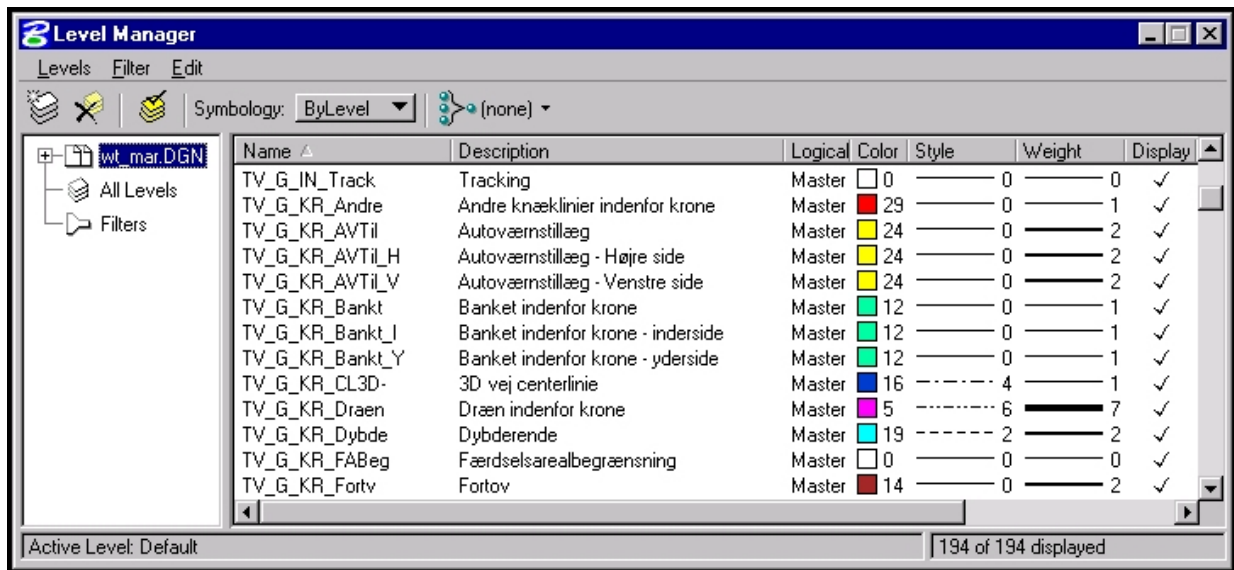 Level Manager
Levels Filter Edit
Symbology: ByLevel (none)
wt_mar.DGN
All Levels
Filters
Name Description Logical Color Style Weight Display
TV_G_IN_Track Tracking Master 0 0 0
TV_G_KR_Andre Andre knæklinier indenfor krone Master 29 0 1
TV_G_KR_AVTil Autoværnstillæg Master 24 0 2
TV_G_KR_AVTil_H Autoværnstillæg - Højre side Master 24 0 2
TV_G_KR_AVTil_V Autoværnstillæg - Venstre side Master 24 0 2
TV_G_KR_Bankt Banket indenfor krone Master 12 0 1
TV_G_KR_Bankt_I Banket indenfor krone - inderside Master 12 0 1
TV_G_KR_Bankt_Y Banket indenfor krone - yderside Master 12 0 1
TV_G_KR_CL3D- 3D vej centerlinie Master 16 4 1
TV_G_KR_Draen Dræn indenfor krone Master 5 6 7
TV_G_KR_Dybde Dybderende Master 19 2 2
TV_G_KR_FABeg Færdselsarealbegrænsning Master 0 0 0
TV_G_KR_Fortv Fortov Master 14 0 2
Active Level: Default
194 of 194 displayed